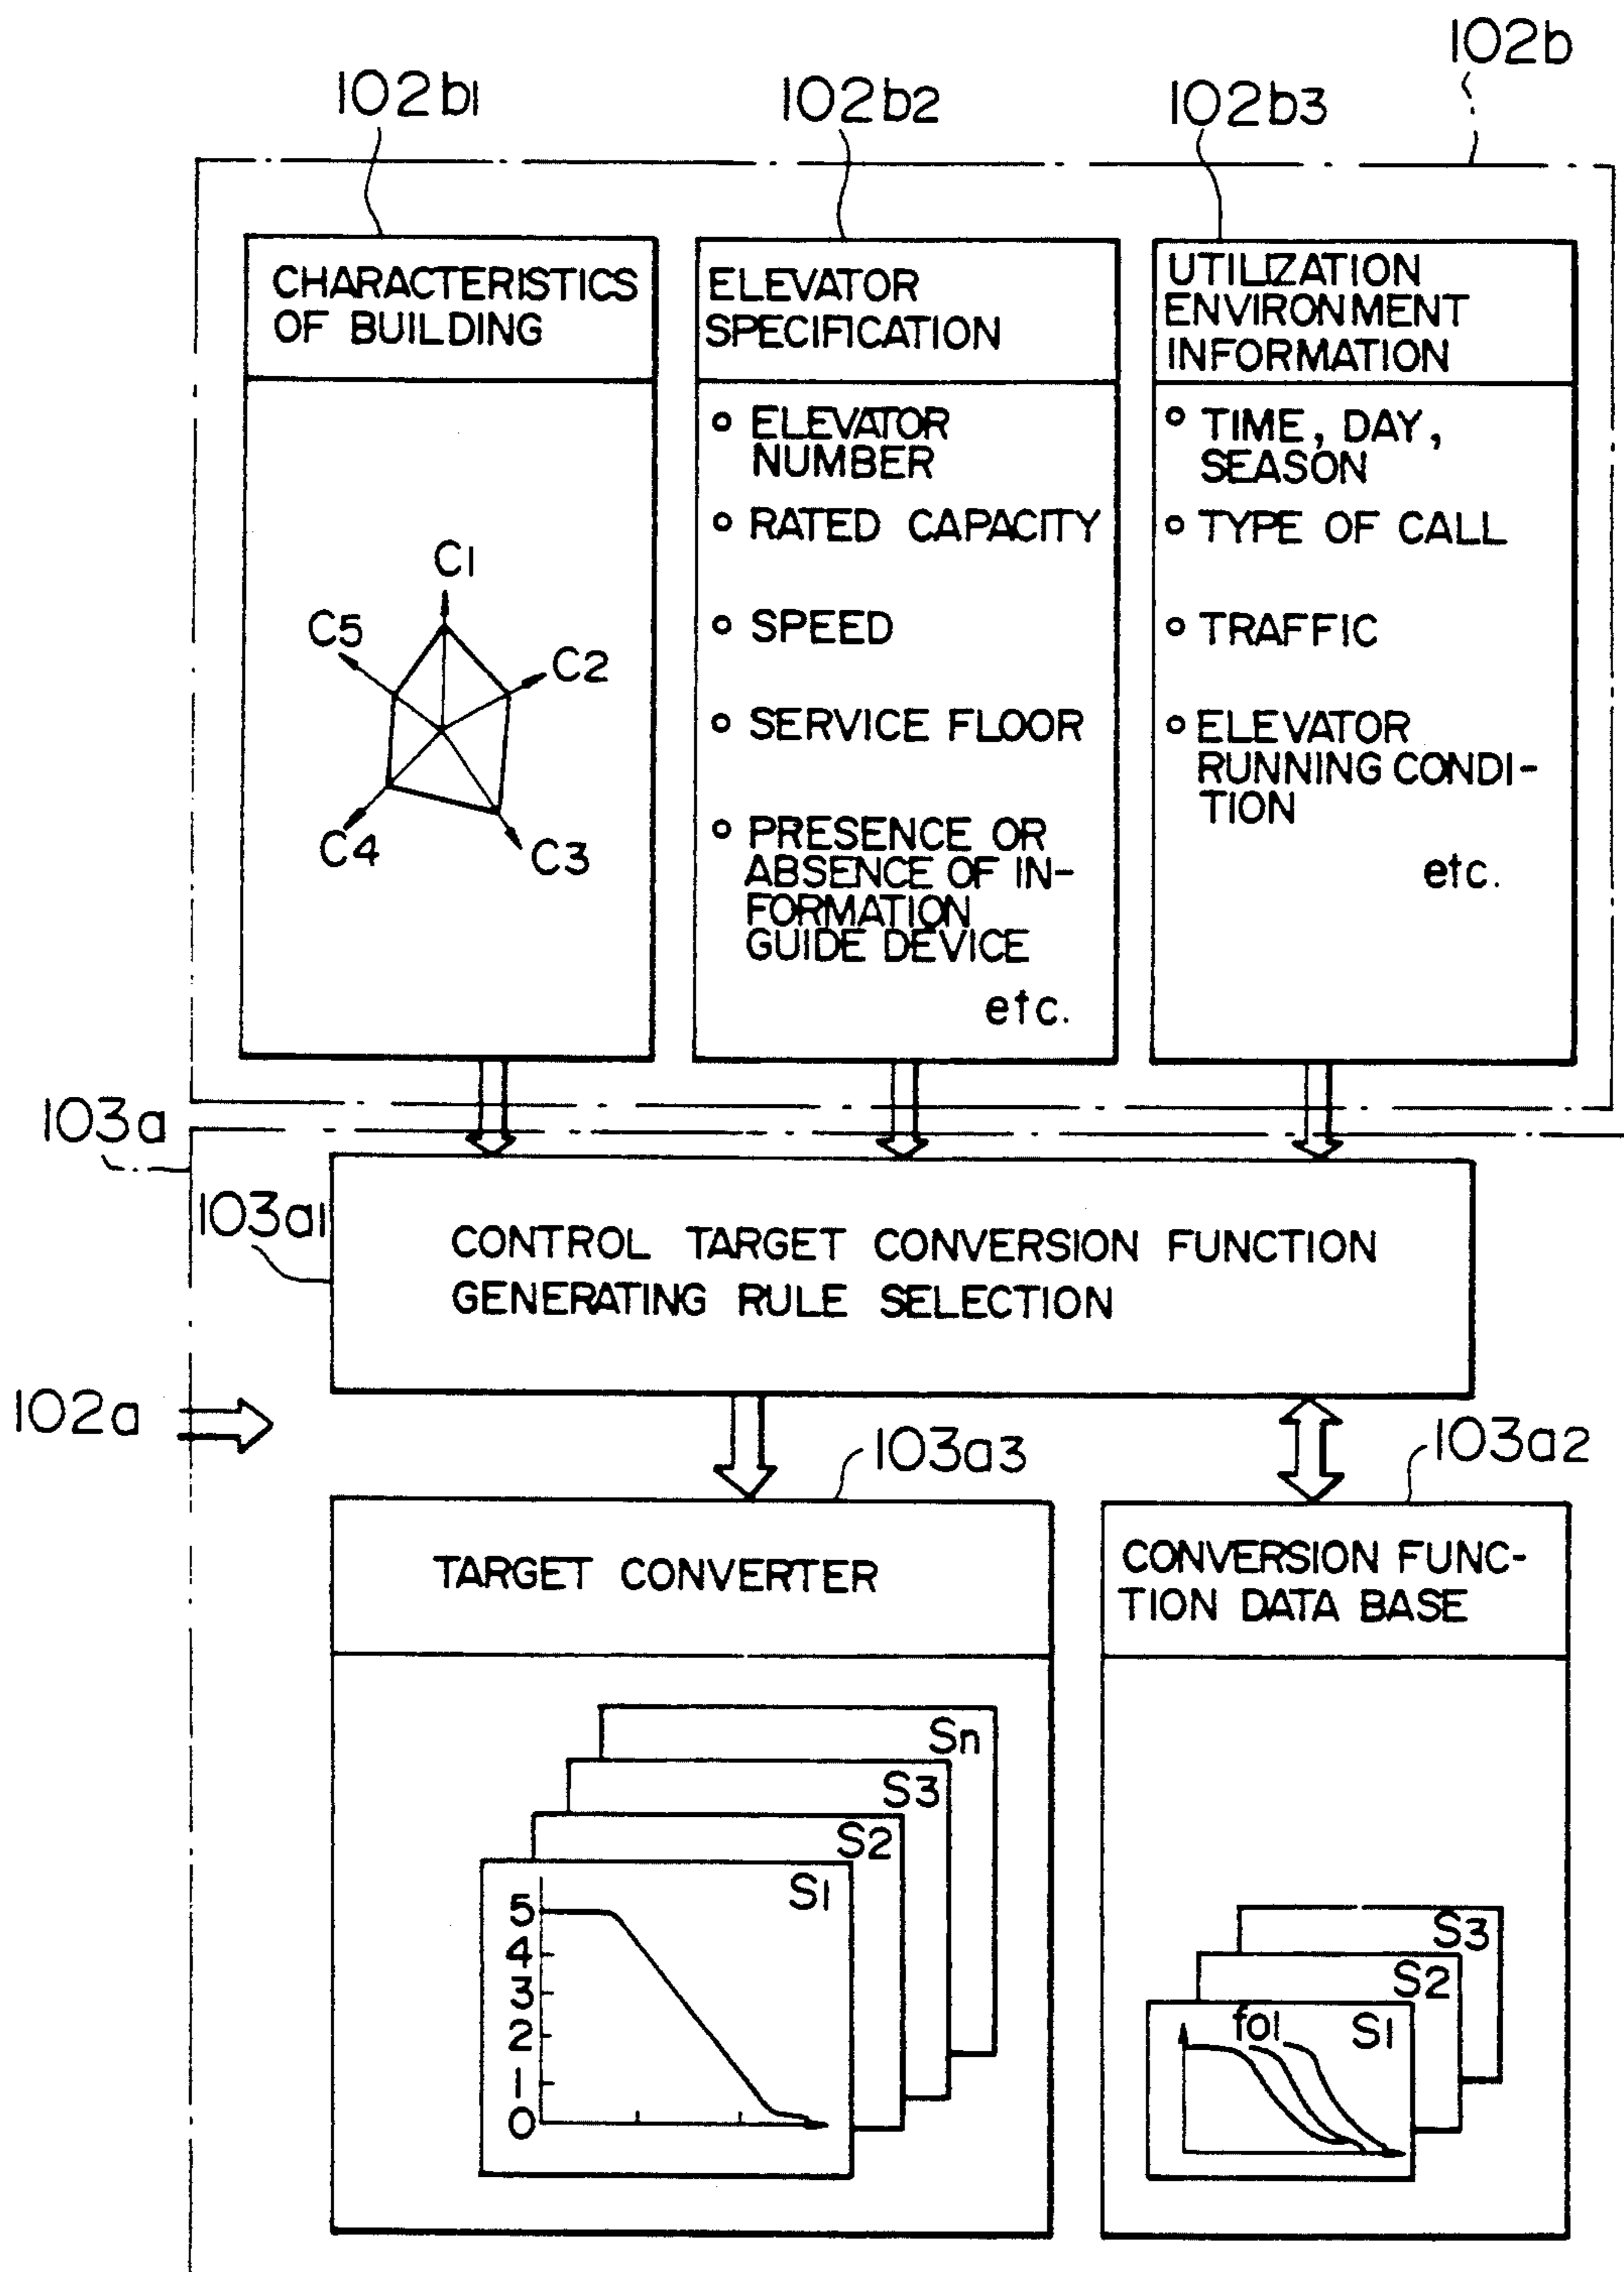 102b
102b1
102b2
102b3
CHARACTERISTICS
OF BUILDING
C1
C2
C3
C4
C5
ELEVATOR
SPECIFICATION
ELEVATOR
NUMBER
RATED CAPACITY
SPEED
SERVICE FLOOR
PRESENCE OR
ABSENCE OF IN-
FORMATION
GUIDE DEVICE
etc.
UTILIZATION
ENVIRONMENT
INFORMATION
TIME, DAY,
SEASON
TYPE OF CALL
TRAFFIC
ELEVATOR
RUNNING CONDI-
TION
etc.
103a
103a1
CONTROL TARGET CONVERSION FUNCTION
GENERATING RULE SELECTION
102a
103a3
103a2
TARGET CONVERTER
Sn
S3
S2
S1
5
4
3
2
1
0
CONVERSION FUNC-
TION DATA BASE
S3
S2
S1
fo1